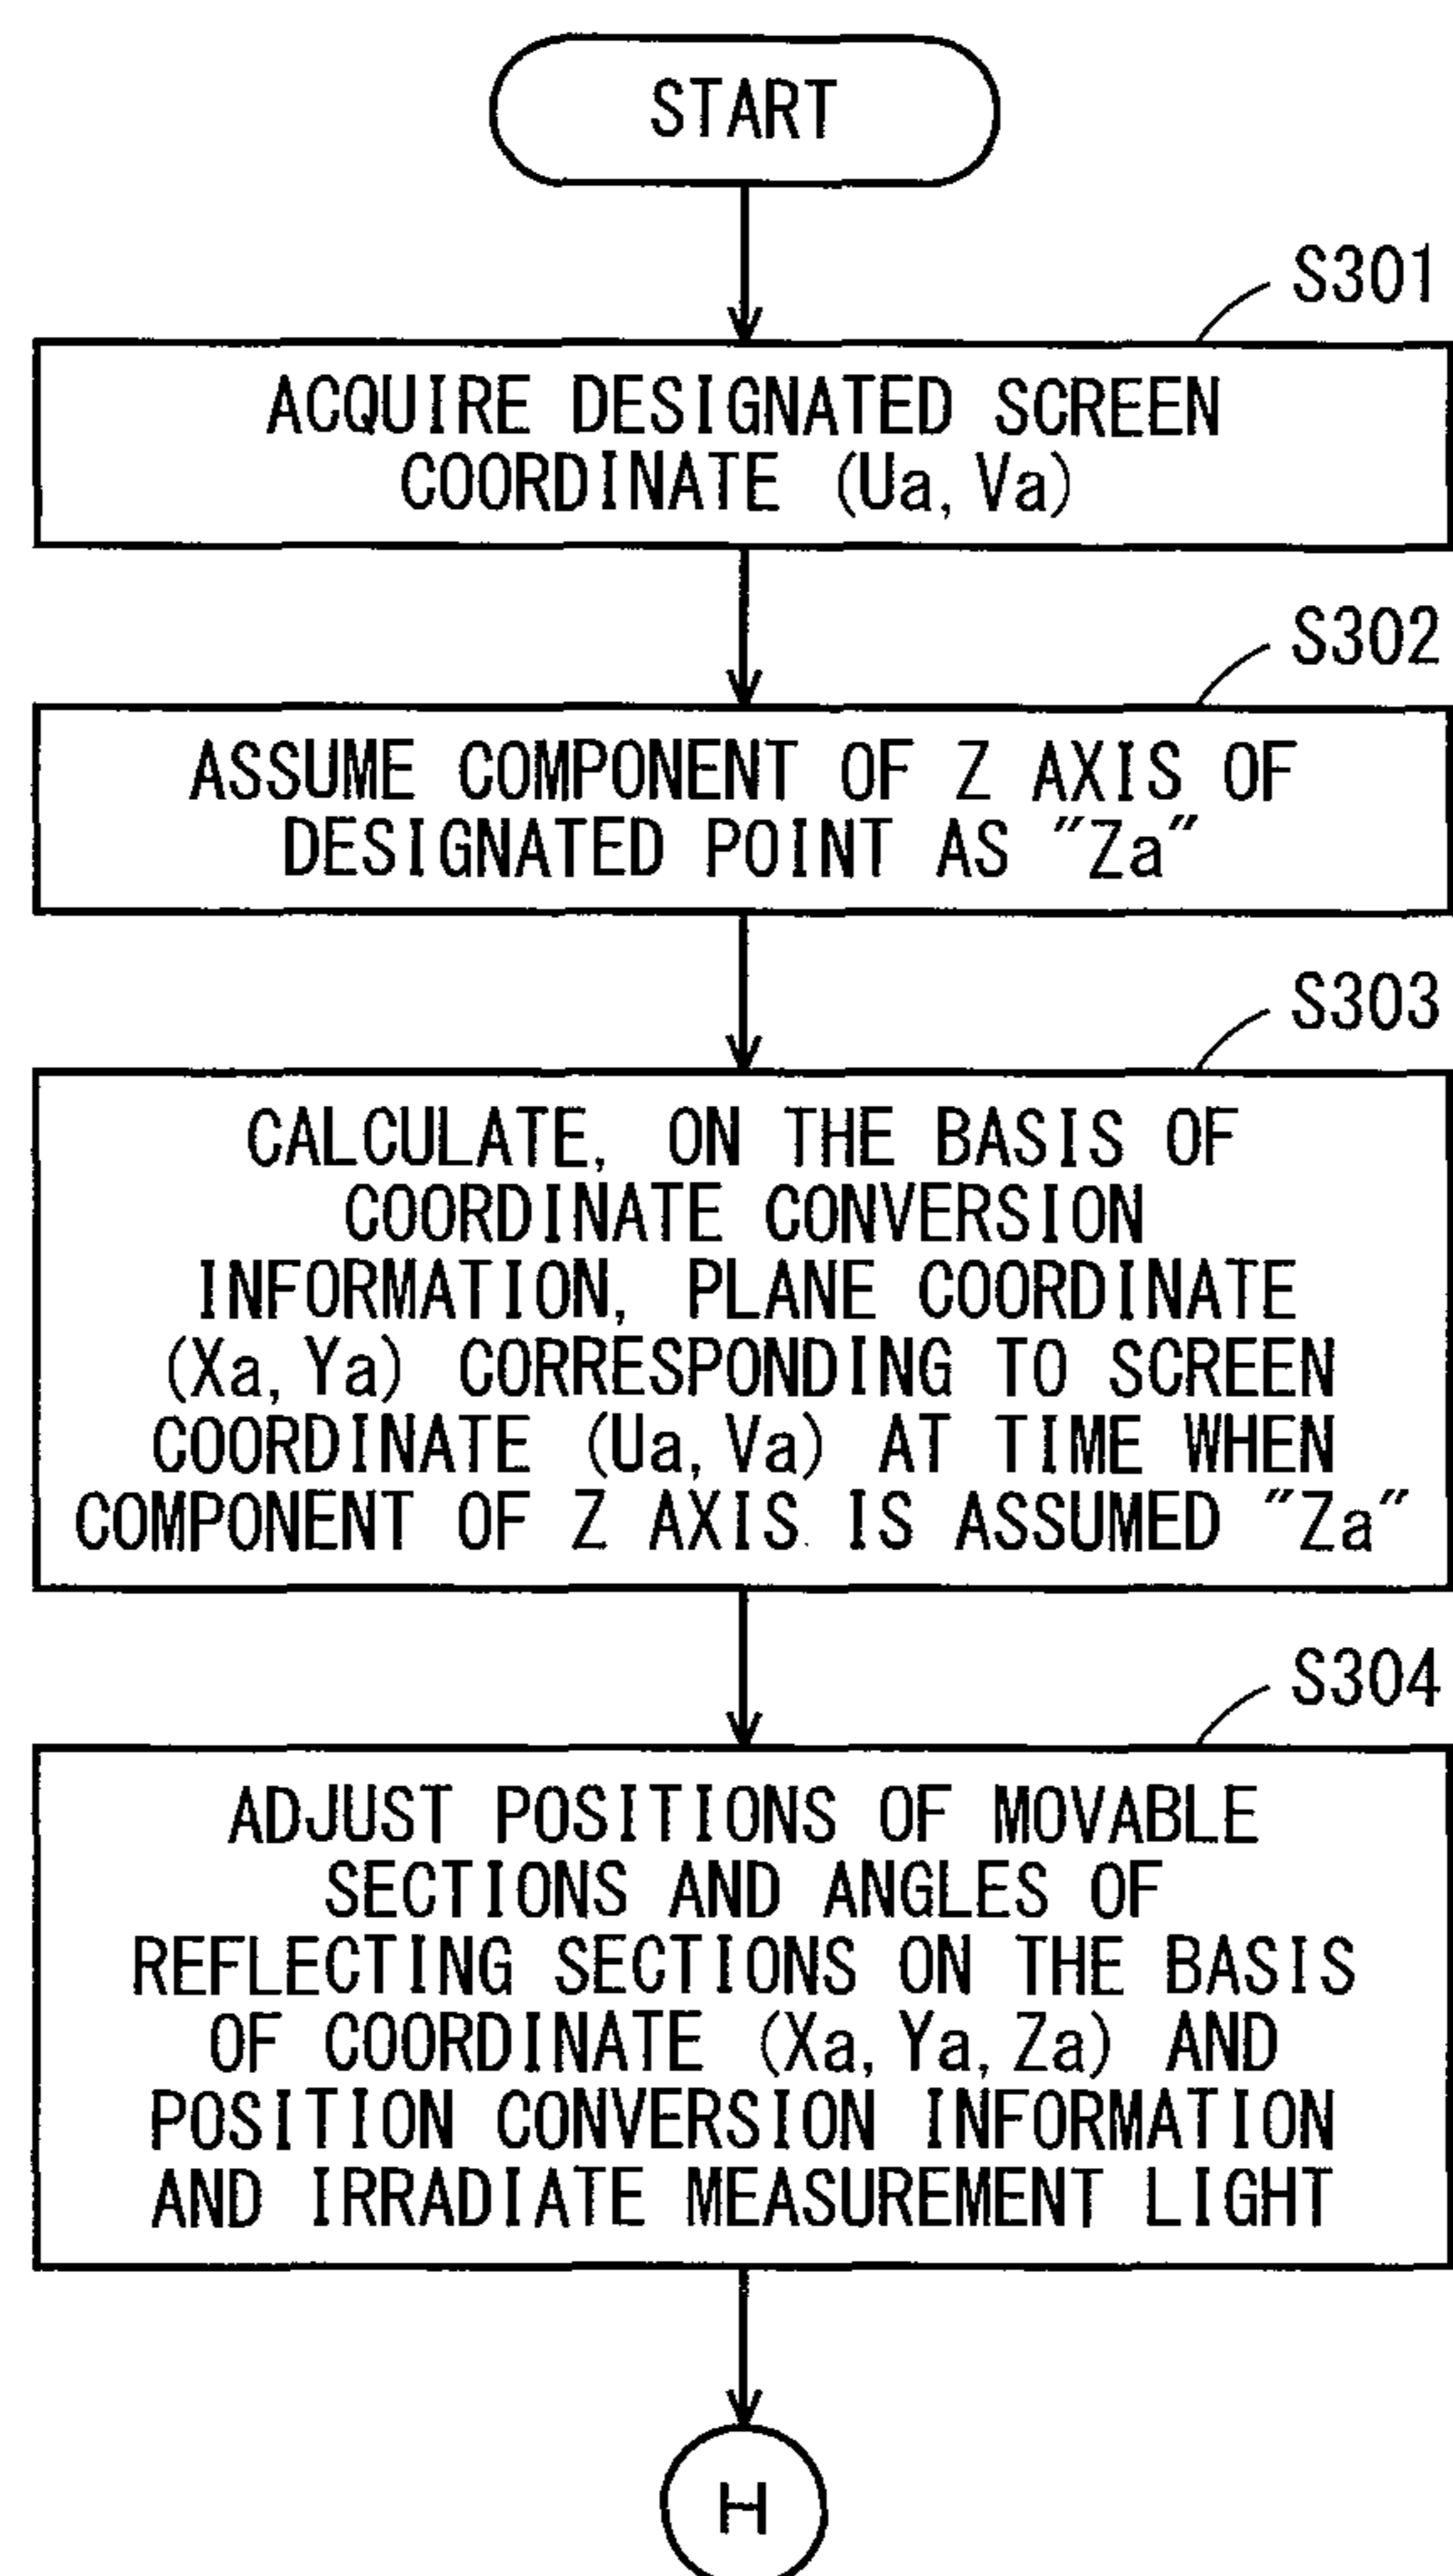 START
S301
ACQUIRE DESIGNATED SCREEN
COORDINATE (Ua, Va)
S302
ASSUME COMPONENT OF Z AXIS OF
DESIGNATED POINT AS "Za"
S303
CALCULATE, ON THE BASIS OF
COORDINATE CONVERSION
INFORMATION, PLANE COORDINATE
(Xa, Ya) CORRESPONDING TO SCREEN
COORDINATE (Ua, Va) AT TIME WHEN
COMPONENT OF Z AXIS IS ASSUMED "Za"
S304
ADJUST POSITIONS OF MOVABLE
SECTIONS AND ANGLES OF
REFLECTING SECTIONS ON THE BASIS
OF COORDINATE (Xa, Ya, Za) AND
POSITION CONVERSION INFORMATION
AND IRRADIATE MEASUREMENT LIGHT
H